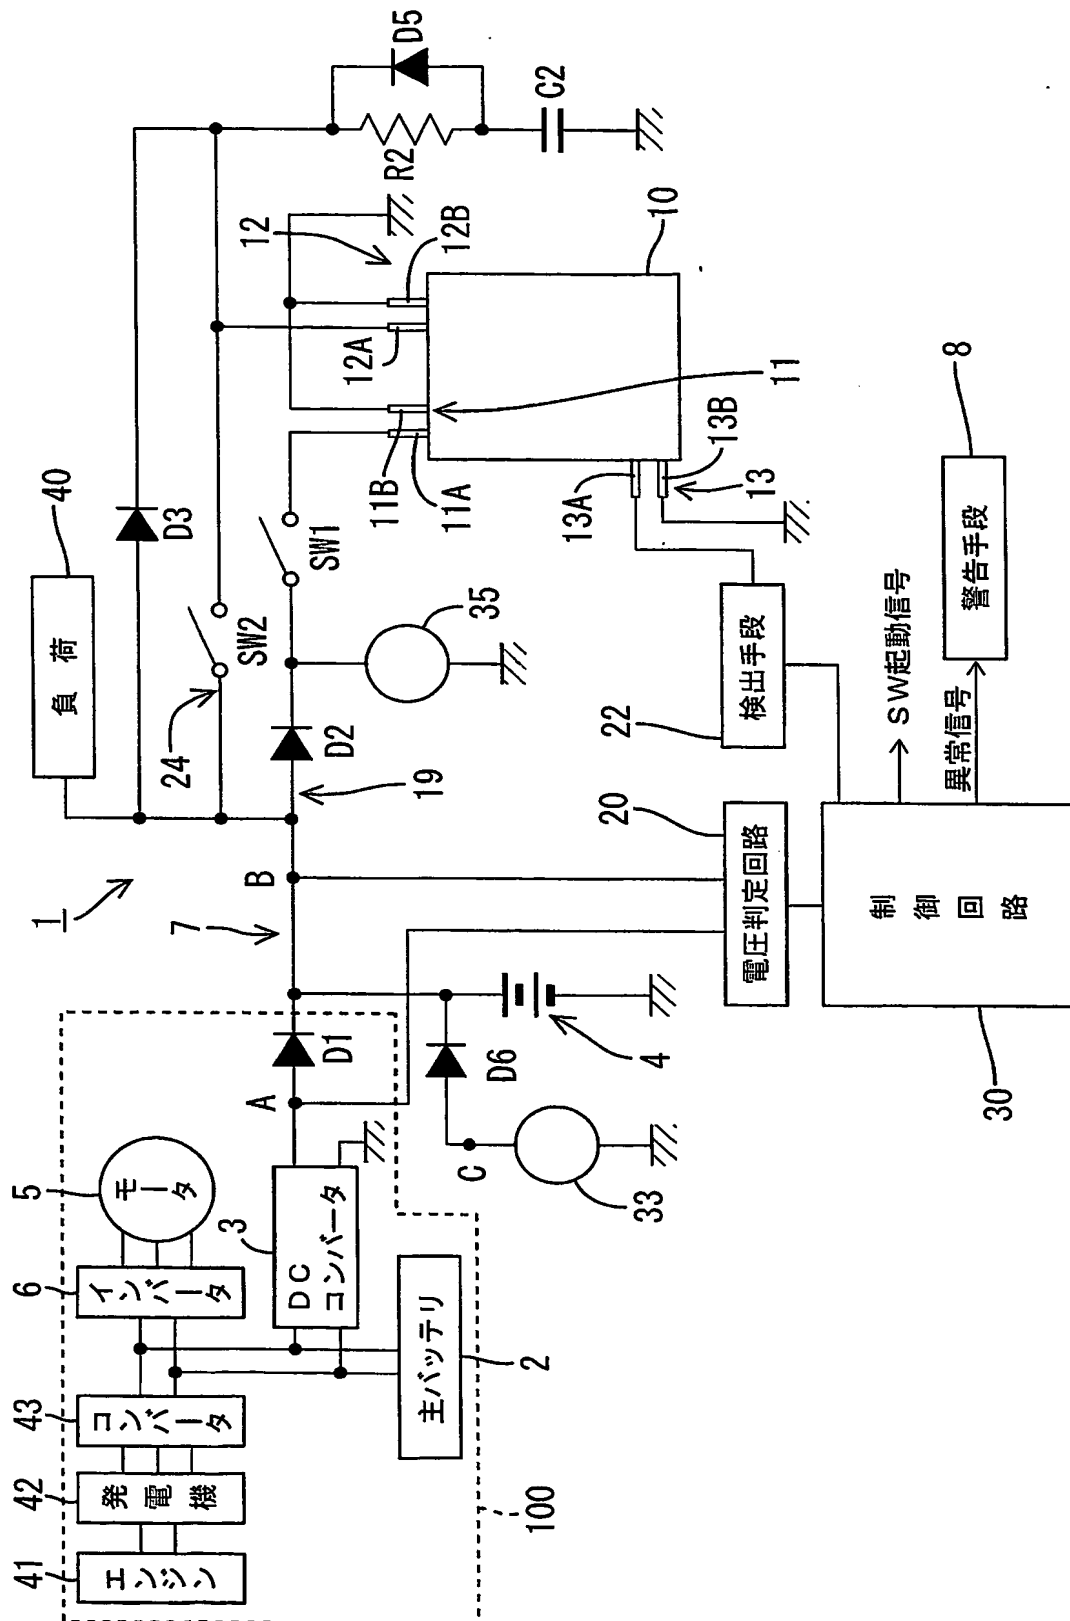 1
41
エンジン
42
発電機
43
コンバータ
6
インバータ
5
モータ
100
主バッテリ
2
3
DC
コンバータ
A
D1
7
B
C
33
D6
4
19
D2
24
SW2
D3
負荷
40
35
SW1
11A
11B
11
12A
12B
12
10
13A
13B
13
R2
D5
C2
電圧判定回路
20
検出手段
22
制御回路
30
SW起動信号
異常信号
警告手段
8